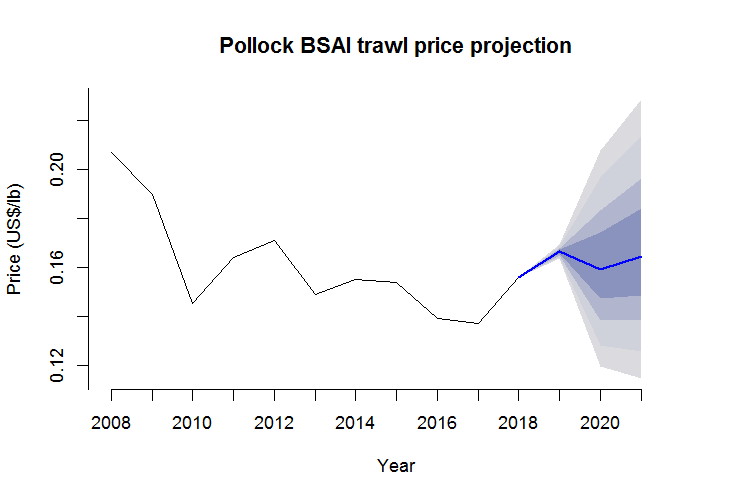 Pollock BSAI trawl price projection
Price (US$/lb)
0.20
0.16
0.12
2008 2010 2012 2014 2016 2018 2020
Year